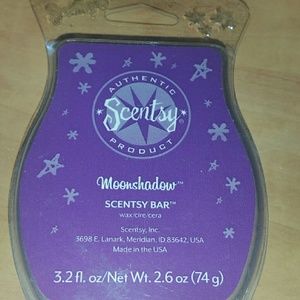 AUTHENTIC
Scentsy
PRODUCT
Moonshadow™
SCENTSY BAR™
wax/cire/cera
Scentsy, Inc.
3698 E. Lanark, Meridian, ID 83642, USA
Made in the USA
3.2 fl. oz/Net Wt. 2.6 oz (74 g)